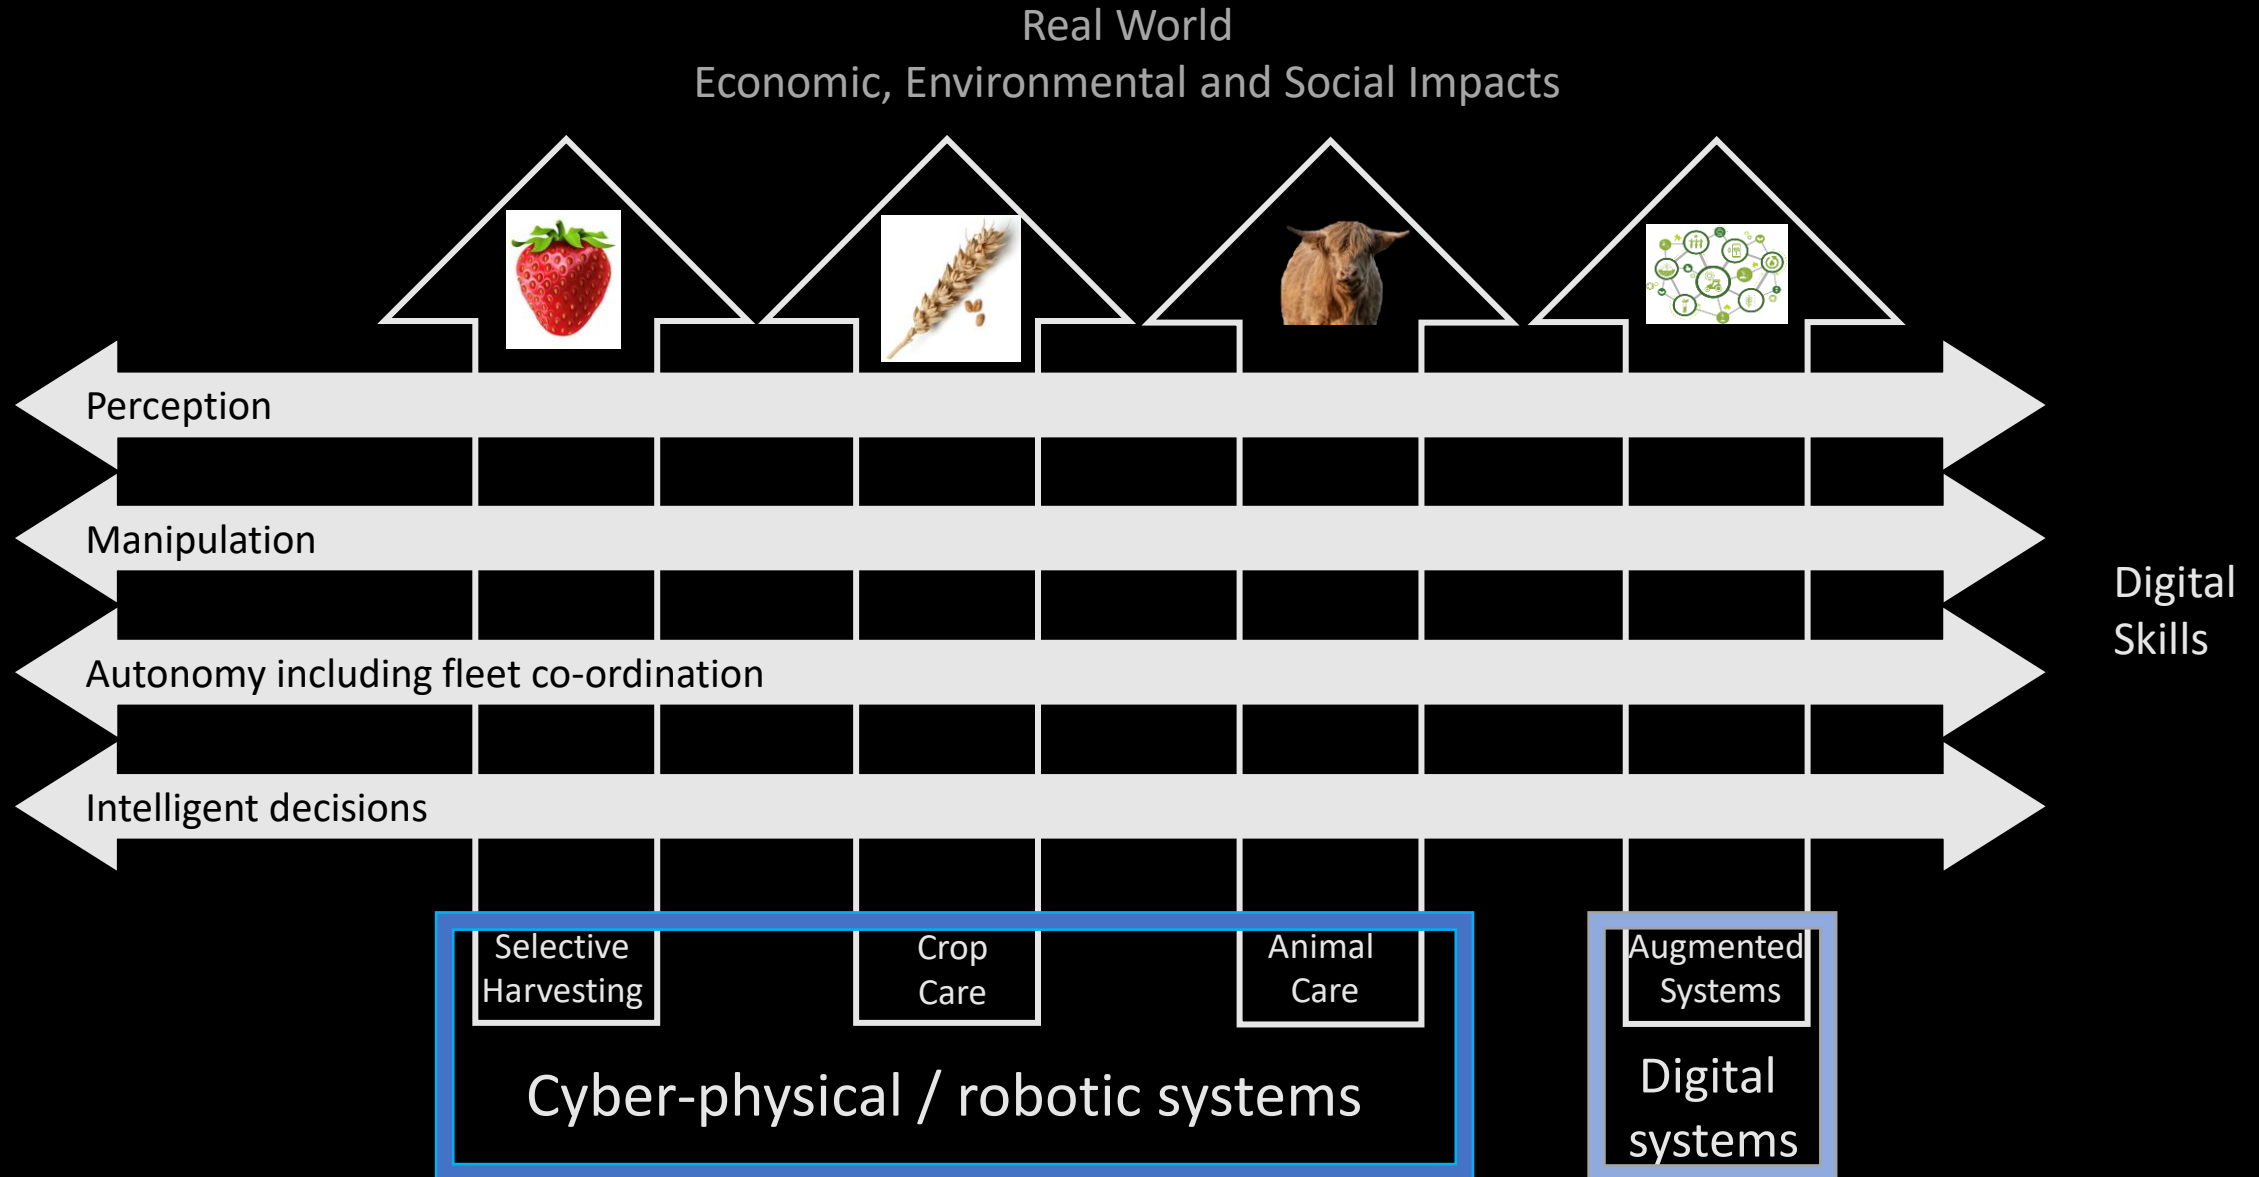 Real World
Economic, Environmental and Social Impacts
Perception
Manipulation
Autonomy including fleet co-ordination
Intelligent decisions
Digital
Skills
Selective
Harvesting
Crop
Care
Animal
Care
Augmented
Systems
Cyber-physical / robotic systems
Digital
systems